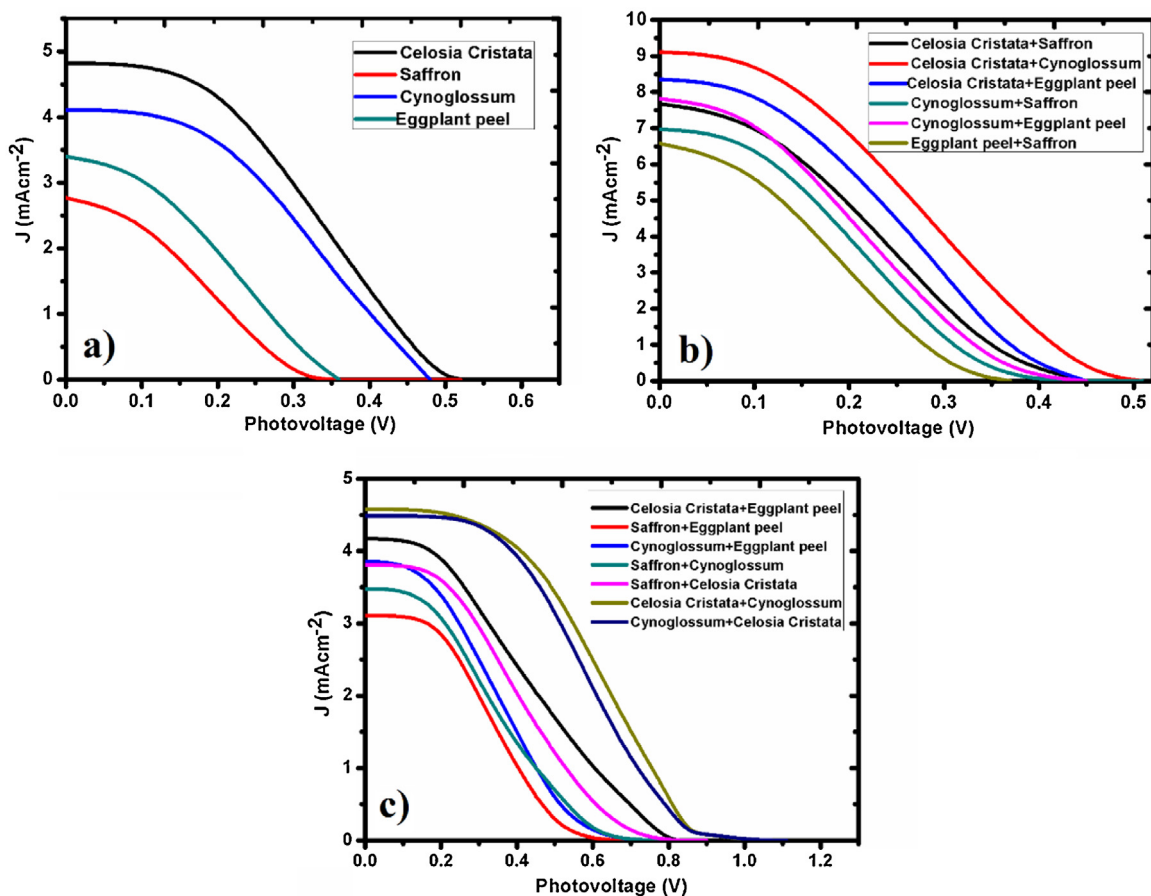 Celosia Cristata
Saffron
Cynoglossum
Eggplant peel
5
4
3
2
1
0
J (mAcm-2)
a)
0.0 0.1 0.2 0.3 0.4 0.5 0.6
Photovoltage (V)
Celosia Cristata+Saffron
Celosia Cristata+Cynoglossum
Celosia Cristata+Eggplant peel
Cynoglossum+Saffron
Cynoglossum+Eggplant peel
Eggplant peel+Saffron
10
9
8
7
6
5
4
3
2
1
0
J (mAcm-2)
b)
0.0 0.1 0.2 0.3 0.4 0.5
Photovoltage (V)
Celosia Cristata+Eggplant peel
Saffron+Eggplant peel
Cynoglossum+Eggplant peel
Saffron+Cynoglossum
Saffron+Celosia Cristata
Celosia Cristata+Cynoglossum
Cynoglossum+Celosia Cristata
5
4
3
2
1
0
J (mAcm-2)
c)
0.0 0.2 0.4 0.6 0.8 1.0 1.2
Photovoltage (V)